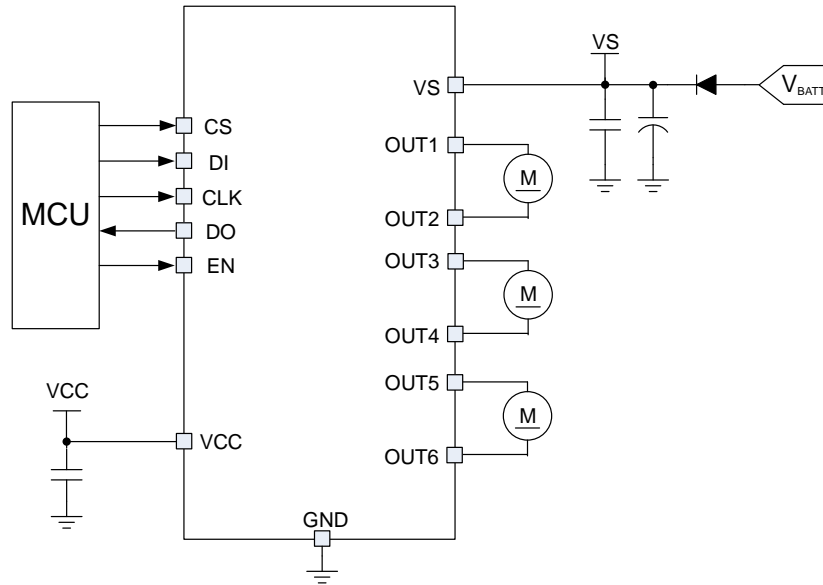 VS
VS
V_BATT
CS
OUT1
DI
M
CLK
MCU
OUT2
DO
OUT3
EN
M
OUT4
VCC
OUT5
M
VCC
OUT6
GND